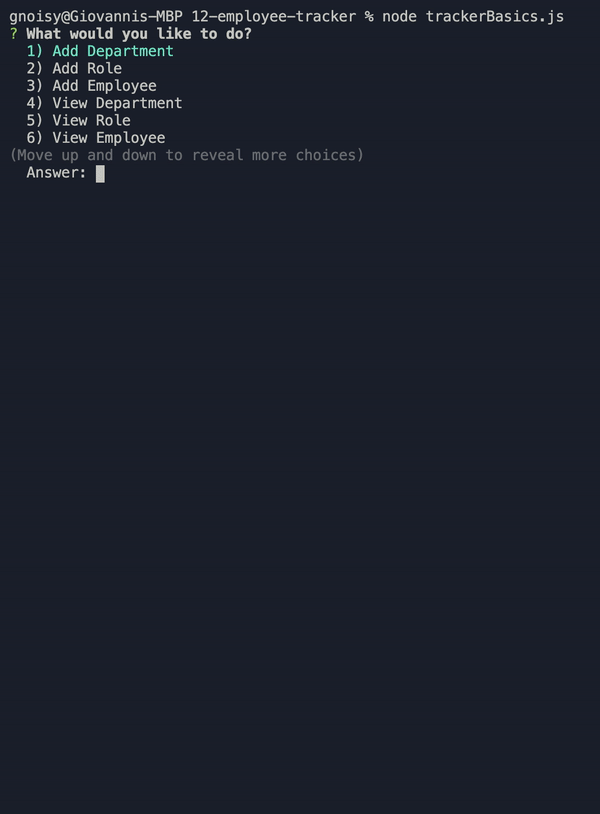 gnoisy@Giovannis-MBP 12-employee-tracker % node trackerBasics.js
? What would you like to do?
1) Add Department
2) Add Role
3) Add Employee
4) View Department
5) View Role
6) View Employee
(Move up and down to reveal more choices)
Answer: